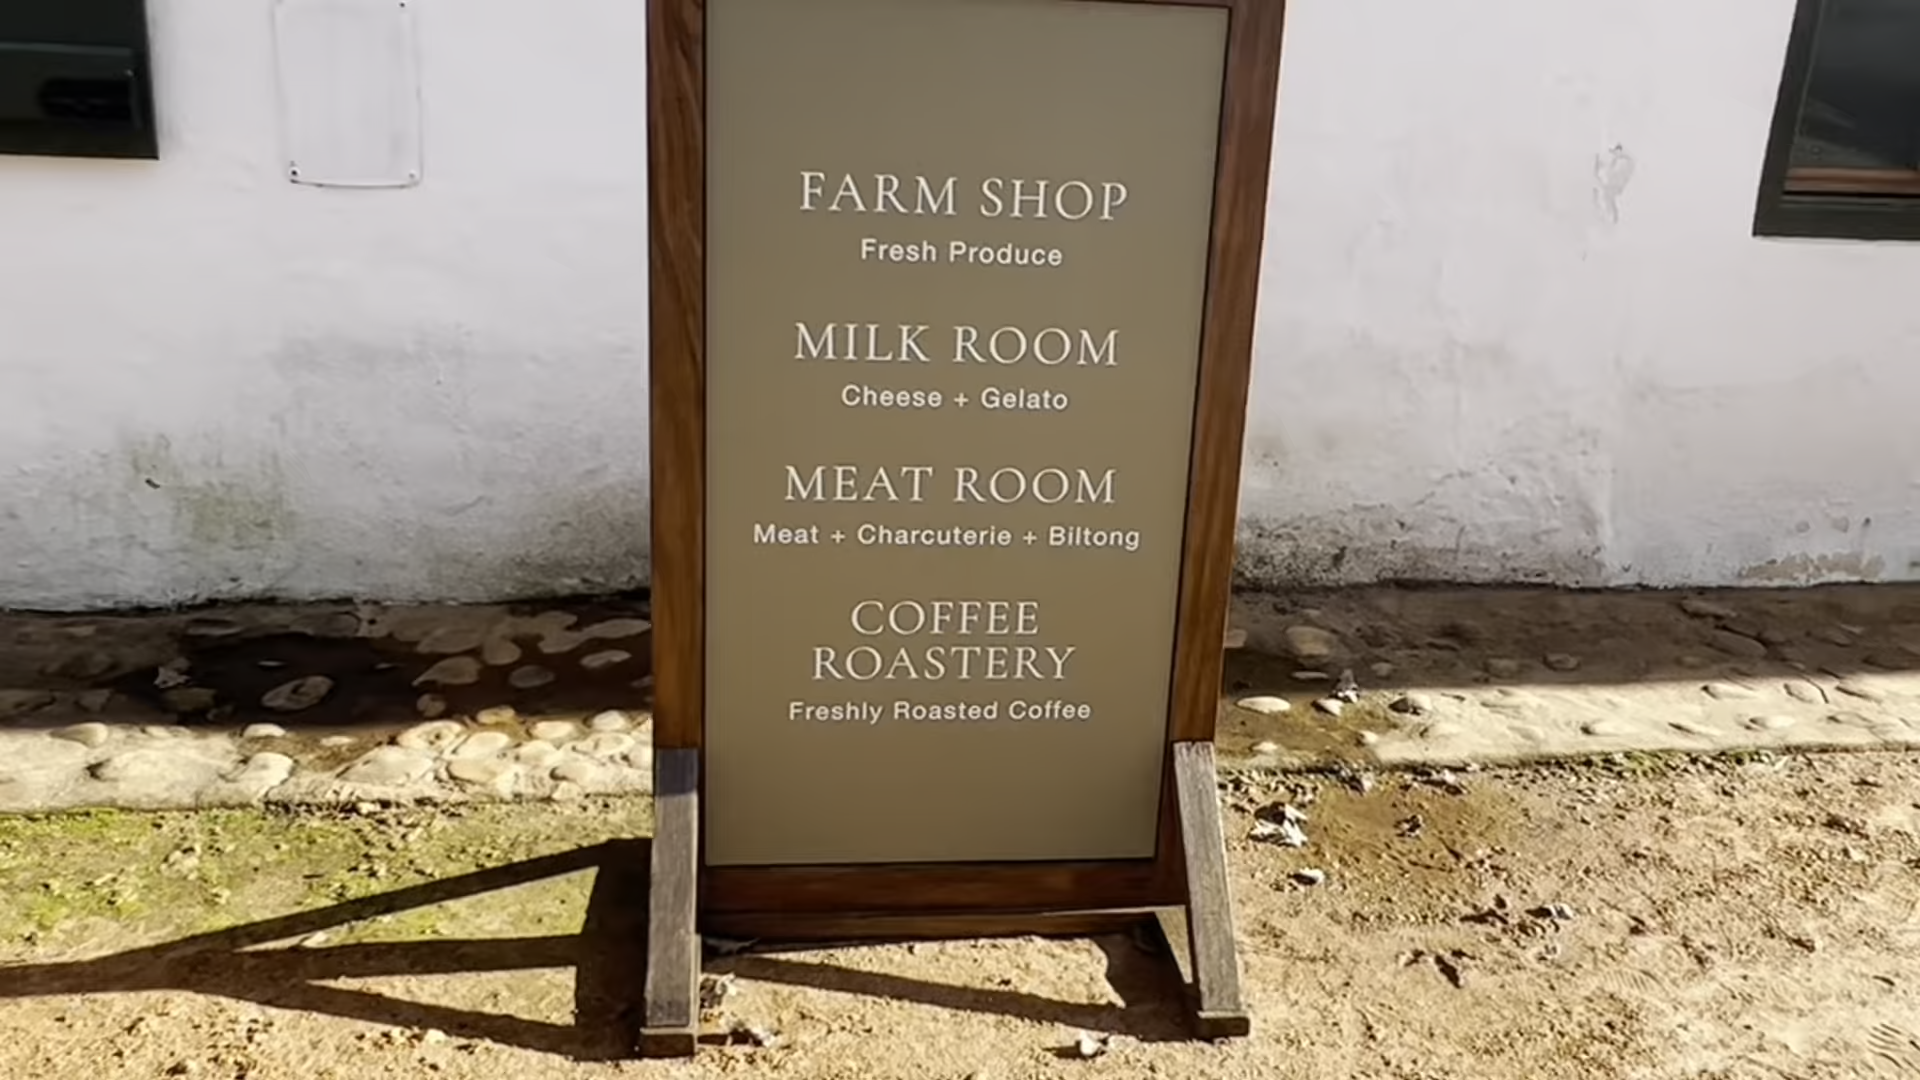 FARM SHOP
Fresh Produce
MILK ROOM
Cheese + Gelato
MEAT ROOM
Meat + Charcuterie + Biltong
COFFEE
ROASTERY
Freshly Roasted Coffee